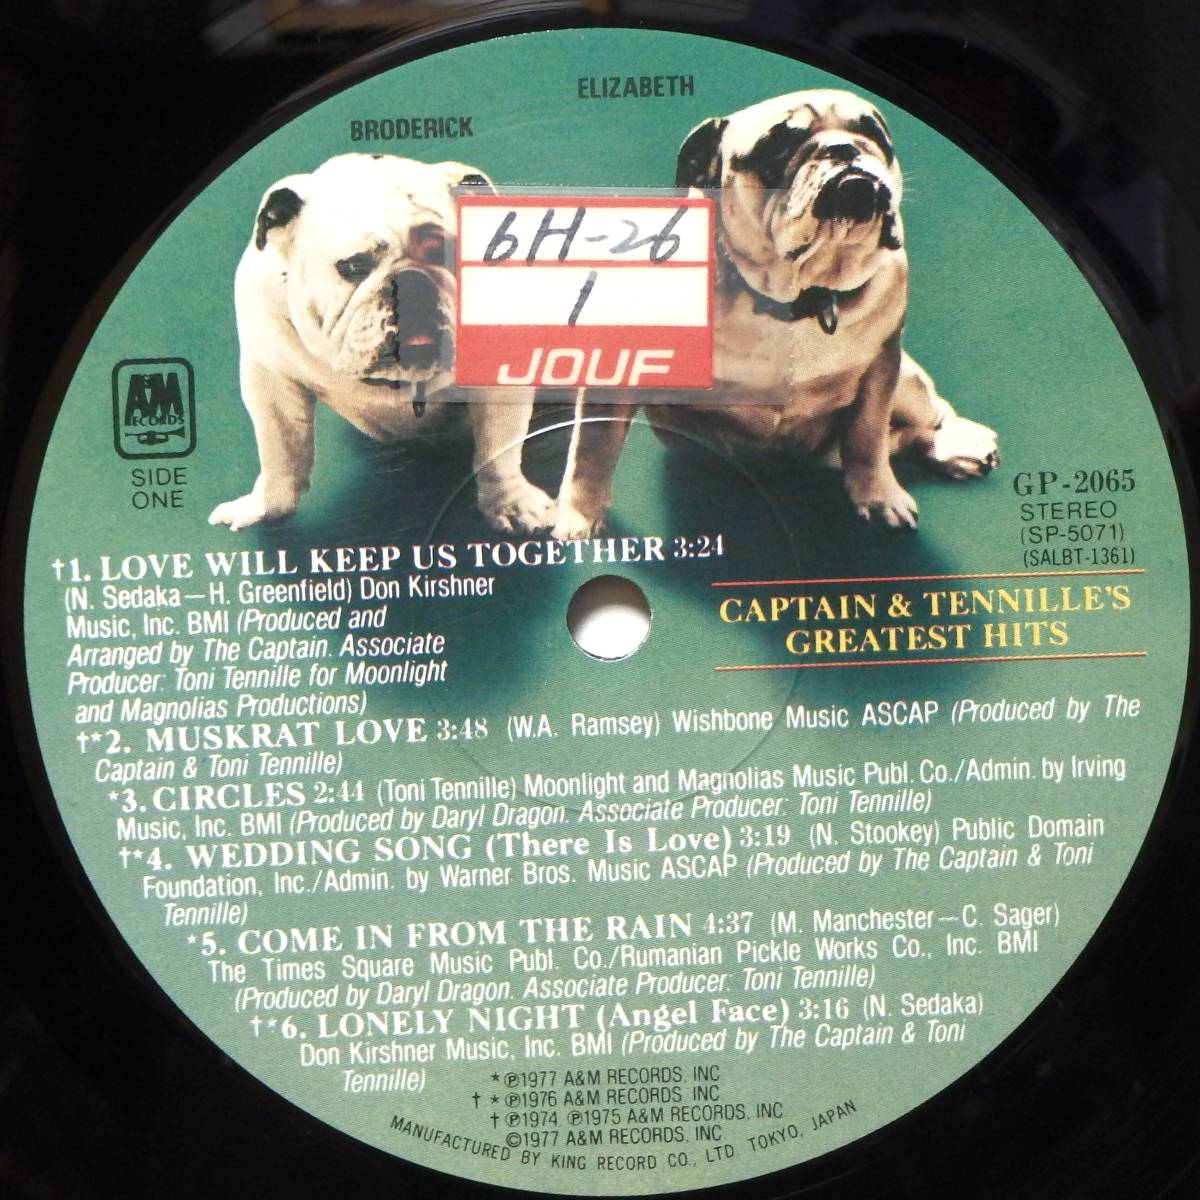 ELIZABETH
BRODERICK
6H-26
1
JOUF
A&M
RECORDS
SIDE
ONE
GP-2065
STEREO
(SP-5071)
(SALBT-1361)
CAPTAIN & TENNILLE'S
GREATEST HITS
†1. LOVE WILL KEEP US TOGETHER 3:24
(N. Sedaka—H. Greenfield) Don Kirshner
Music, Inc. BMI (Produced and
Arranged by The Captain. Associate
Producer: Toni Tennille for Moonlight
and Magnolias Productions)
†*2. MUSKRAT LOVE 3:48 (W.A. Ramsey) Wishbone Music ASCAP (Produced by The
Captain & Toni Tennille)
*3. CIRCLES 2:44 (Toni Tennille) Moonlight and Magnolias Music Publ. Co./Admin. by Irving
Music, Inc. BMI (Produced by Daryl Dragon. Associate Producer: Toni Tennille)
†*4. WEDDING SONG (There Is Love) 3:19 (N. Stookey) Public Domain
Foundation, Inc./Admin. by Warner Bros. Music ASCAP (Produced by The Captain & Toni
Tennille)
*5. COME IN FROM THE RAIN 4:37 (M. Manchester—C. Sager)
The Times Square Music Publ. Co./Rumanian Pickle Works Co., Inc. BMI
(Produced by Daryl Dragon. Associate Producer: Toni Tennille)
†*6. LONELY NIGHT (Angel Face) 3:16 (N. Sedaka)
Don Kirshner Music, Inc. BMI (Produced by The Captain & Toni
Tennille)
*℗1977 A&M RECORDS, INC
† *℗1976 A&M RECORDS, INC
†℗1974, ℗1975 A&M RECORDS, INC.
©1977 A&M RECORDS, INC
MANUFACTURED BY KING RECORD CO., LTD. TOKYO, JAPAN